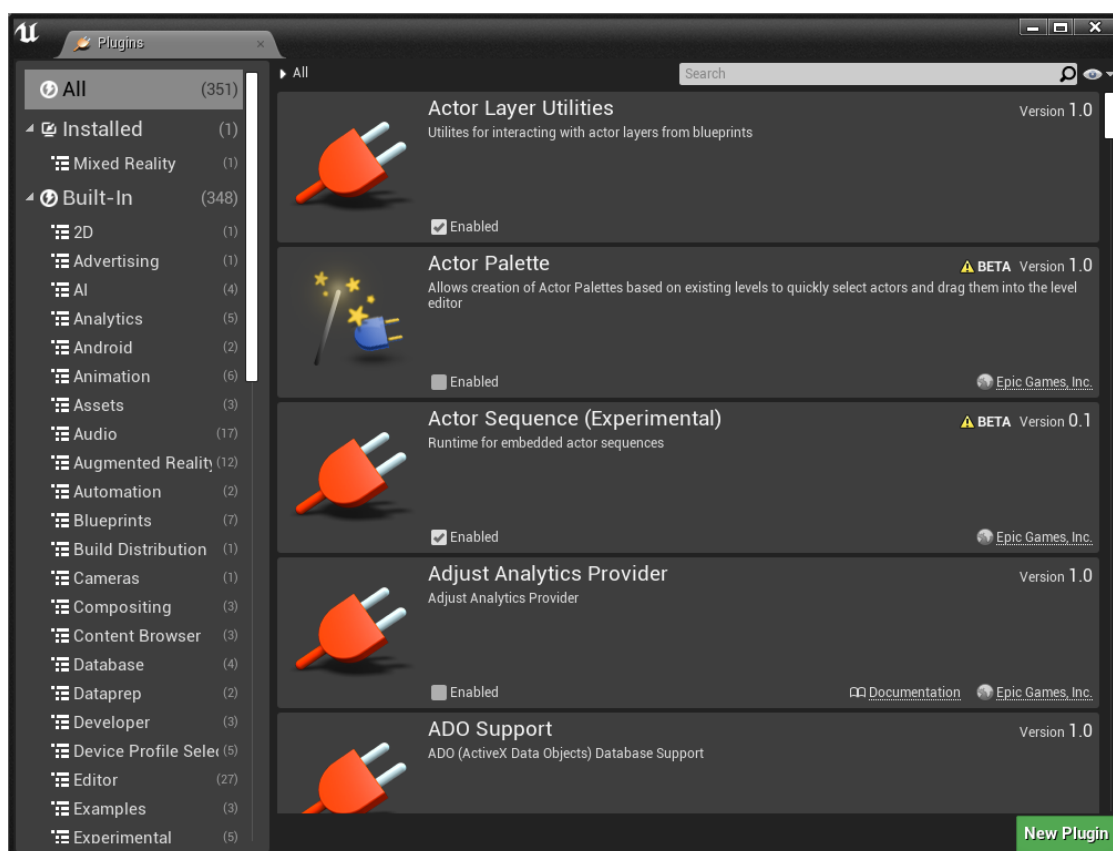 Plugins
All (351)
Installed (1)
Mixed Reality (1)
Built-In (348)
2D (1)
Advertising (1)
AI (4)
Analytics (5)
Android (2)
Animation (6)
Assets (3)
Audio (17)
Augmented Reality (12)
Automation (2)
Blueprints (7)
Build Distribution (1)
Cameras (1)
Compositing (3)
Content Browser (3)
Database (4)
Dataprep (2)
Developer (3)
Device Profile Selec (5)
Editor (27)
Examples (3)
Experimental (5)
All
Search
Actor Layer Utilities
Version 1.0
Utilites for interacting with actor layers from blueprints
Enabled
Actor Palette
BETA Version 1.0
Allows creation of Actor Palettes based on existing levels to quickly select actors and drag them into the level
editor
Enabled
Epic Games, Inc.
Actor Sequence (Experimental)
BETA Version 0.1
Runtime for embedded actor sequences
Enabled
Epic Games, Inc.
Adjust Analytics Provider
Version 1.0
Adjust Analytics Provider
Enabled
Documentation
Epic Games, Inc.
ADO Support
Version 1.0
ADO (ActiveX Data Objects) Database Support
New Plugin